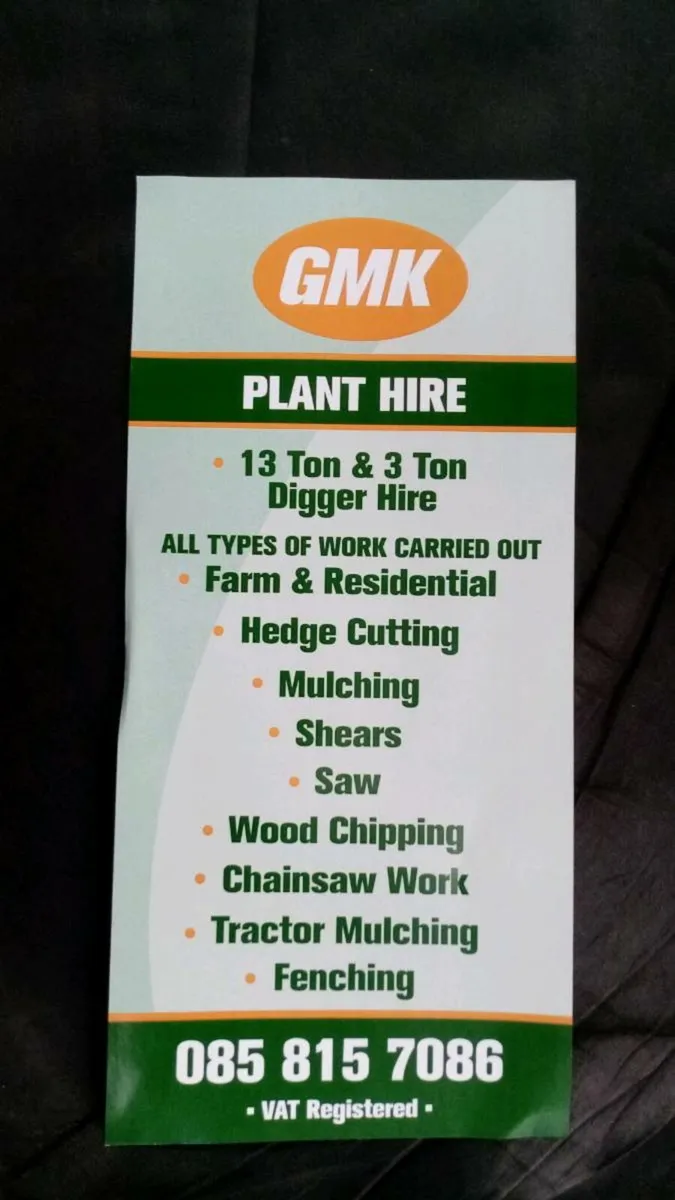 GMK
PLANT HIRE
• 13 Ton & 3 Ton
Digger Hire
ALL TYPES OF WORK CARRIED OUT
• Farm & Residential
• Hedge Cutting
• Mulching
• Shears
• Saw
• Wood Chipping
• Chainsaw Work
• Tractor Mulching
• Fenching
085 815 7086
• VAT Registered •